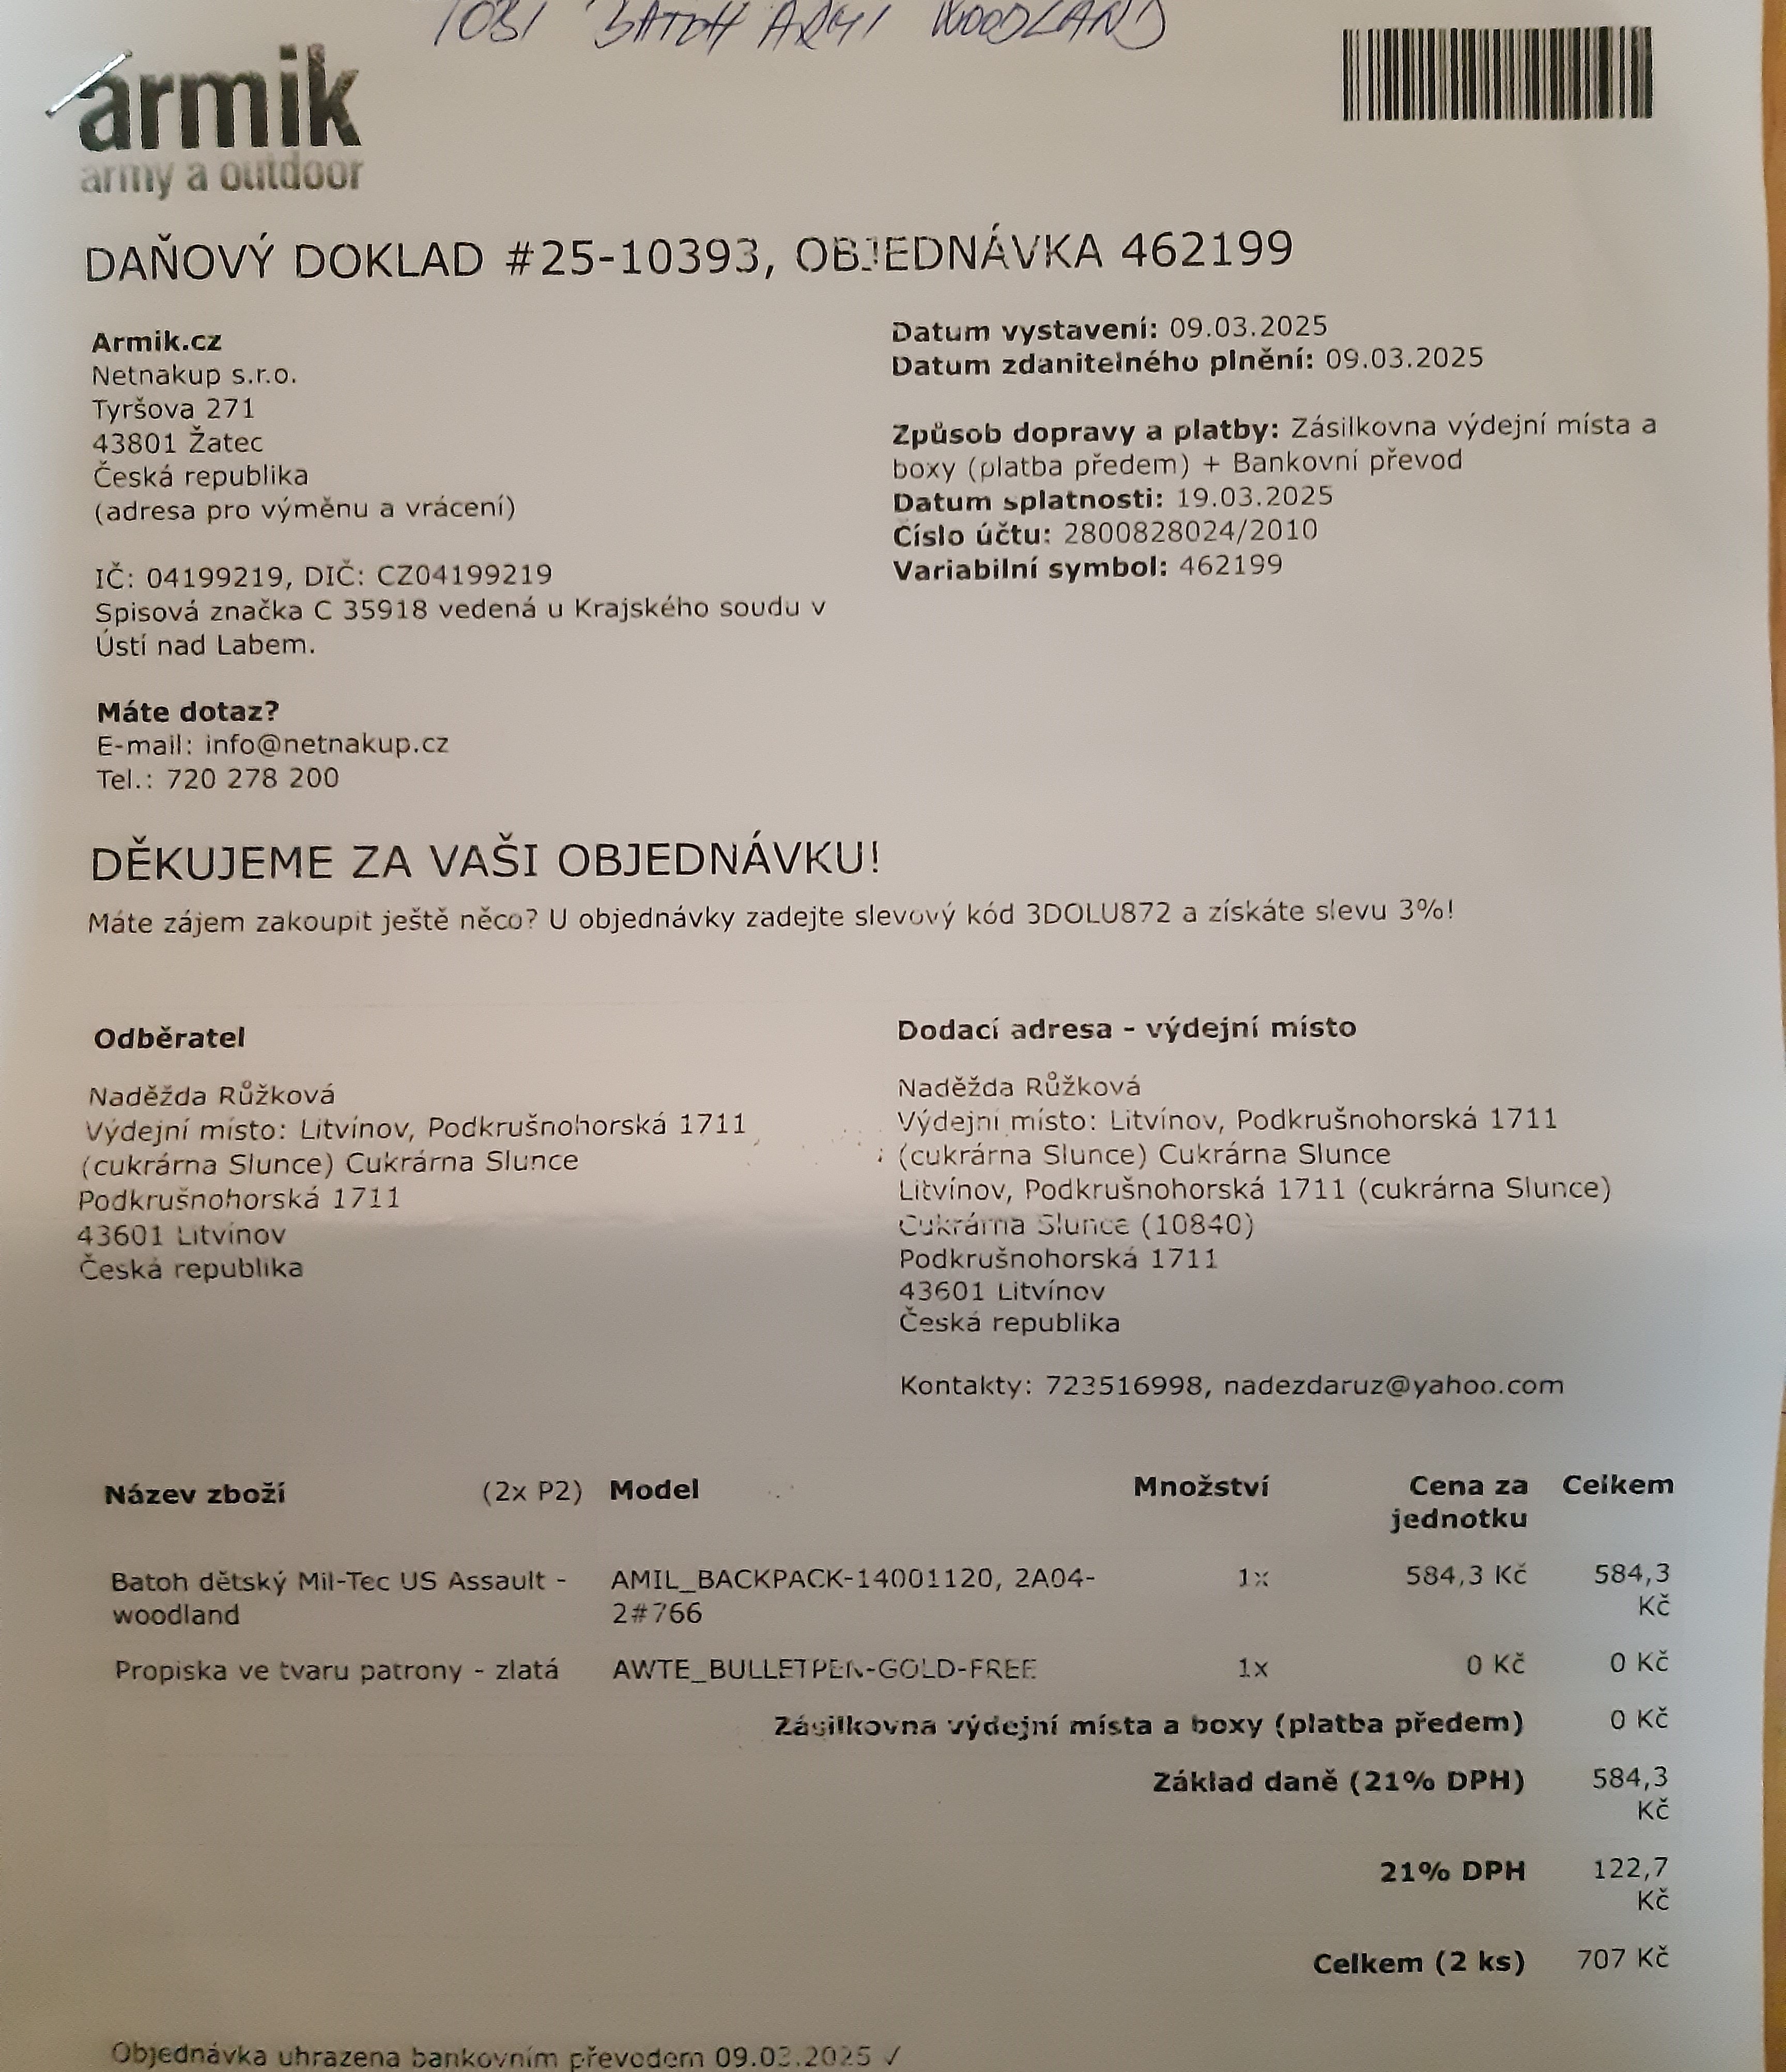 TOBI BATOH ARMY WOODLAND
armik
army a outdoor
DAŇOVÝ DOKLAD #25-10393, OBJEDNÁVKA 462199
Armik.cz
Netnakup s.r.o.
Tyršova 271
43801 Žatec
Česká republika
(adresa pro výměnu a vrácení)
IČ: 04199219, DIČ: CZ04199219
Spisová značka C 35918 vedená u Krajského soudu v
Ústí nad Labem.
Máte dotaz?
E-mail: info@netnakup.cz
Tel.: 720 278 200
Datum vystavení: 09.03.2025
Datum zdanitelného plnění: 09.03.2025
Způsob dopravy a platby: Zásilkovna výdejní místa a
boxy (platba předem) + Bankovní převod
Datum splatnosti: 19.03.2025
Číslo účtu: 2800828024/2010
Variabilní symbol: 462199
DĚKUJEME ZA VAŠI OBJEDNÁVKU!
Máte zájem zakoupit ještě něco? U objednávky zadejte slevový kód 3DOLU872 a získáte slevu 3%!
Odběratel
Naděžda Růžková
Výdejní místo: Litvínov, Podkrušnohorská 1711
(cukrárna Slunce) Cukrárna Slunce
Podkrušnohorská 1711
43601 Litvínov
Česká republika
Dodací adresa - výdejní místo
Naděžda Růžková
Výdejní místo: Litvínov, Podkrušnohorská 1711
(cukrárna Slunce) Cukrárna Slunce
Litvínov, Podkrušnohorská 1711 (cukrárna Slunce)
Cukrárna Slunce (10840)
Podkrušnohorská 1711
43601 Litvínov
Česká republika
Kontakty: 723516998, nadezdaruz@yahoo.com
Název zboží (2x P2) Model Množství Cena za Celkem
jednotku
Batoh dětský Mil-Tec US Assault - AMIL_BACKPACK-14001120, 2A04- 1x 584,3 Kč 584,3
woodland 2#766 Kč
Propiska ve tvaru patrony - zlatá AWTE_BULLETPEN-GOLD-FREE 1x 0 Kč 0 Kč
Zásilkovna výdejní místa a boxy (platba předem) 0 Kč
Základ daně (21% DPH) 584,3
Kč
21% DPH 122,7
Kč
Celkem (2 ks) 707 Kč
Objednávka uhrazena bankovním převodem 09.03.2025 ✓